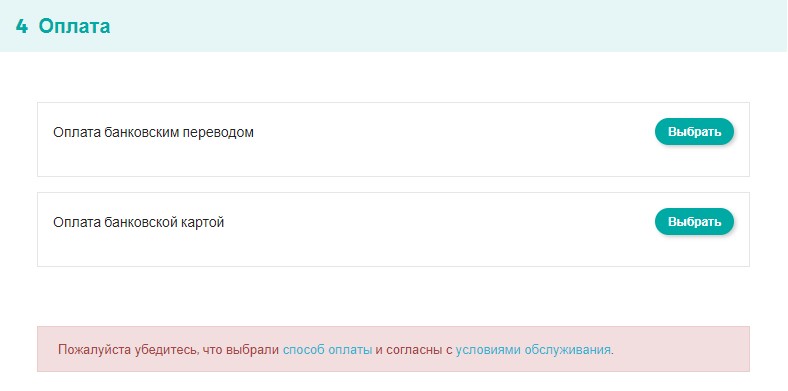 4 Оплата
Оплата банковским переводом
Выбрать
Оплата банковской картой
Выбрать
Пожалуйста убедитесь, что выбрали способ оплаты и согласны с условиями обслуживания.